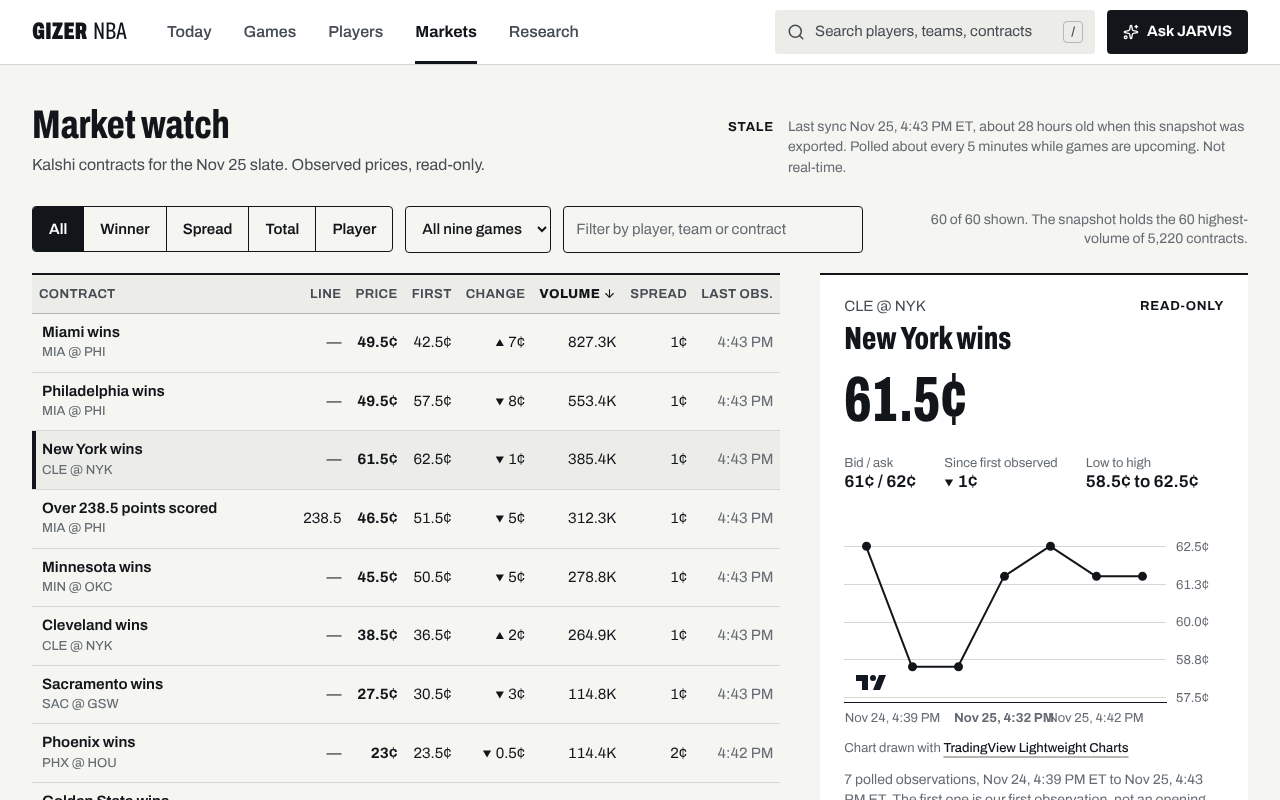 GIZER NBA
Today
Games
Players
Markets
Research
Search players, teams, contracts
/
Ask JARVIS
Market watch
Kalshi contracts for the Nov 25 slate. Observed prices, read-only.
STALE
Last sync Nov 25, 4:43 PM ET, about 28 hours old when this snapshot was
exported. Polled about every 5 minutes while games are upcoming. Not
real-time.
All
Winner
Spread
Total
Player
All nine games
Filter by player, team or contract
60 of 60 shown. The snapshot holds the 60 highest-
volume of 5,220 contracts.
CONTRACT LINE PRICE FIRST CHANGE VOLUME ↓ SPREAD LAST OBS.
Miami wins
MIA @ PHI
— 49.5¢ 42.5¢ ▲ 7¢ 827.3K 1¢ 4:43 PM
Philadelphia wins
MIA @ PHI
— 49.5¢ 57.5¢ ▼ 8¢ 553.4K 1¢ 4:43 PM
New York wins
CLE @ NYK
— 61.5¢ 62.5¢ ▼ 1¢ 385.4K 1¢ 4:43 PM
Over 238.5 points scored
MIA @ PHI
238.5 46.5¢ 51.5¢ ▼ 5¢ 312.3K 1¢ 4:43 PM
Minnesota wins
MIN @ OKC
— 45.5¢ 50.5¢ ▼ 5¢ 278.8K 1¢ 4:43 PM
Cleveland wins
CLE @ NYK
— 38.5¢ 36.5¢ ▲ 2¢ 264.9K 1¢ 4:43 PM
Sacramento wins
SAC @ GSW
— 27.5¢ 30.5¢ ▼ 3¢ 114.8K 1¢ 4:43 PM
Phoenix wins
PHX @ HOU
— 23¢ 23.5¢ ▼ 0.5¢ 114.4K 2¢ 4:42 PM
Golden State wins
CLE @ NYK
READ-ONLY
New York wins
61.5¢
Bid / ask
61¢ / 62¢
Since first observed
▼ 1¢
Low to high
58.5¢ to 62.5¢
62.5¢
61.3¢
60.0¢
58.8¢
57.5¢
Nov 24, 4:39 PM
Nov 25, 4:32 PM
Nov 25, 4:42 PM
Chart drawn with TradingView Lightweight Charts
7 polled observations, Nov 24, 4:39 PM ET to Nov 25, 4:43
PM ET. The first one is our first observation, not an opening